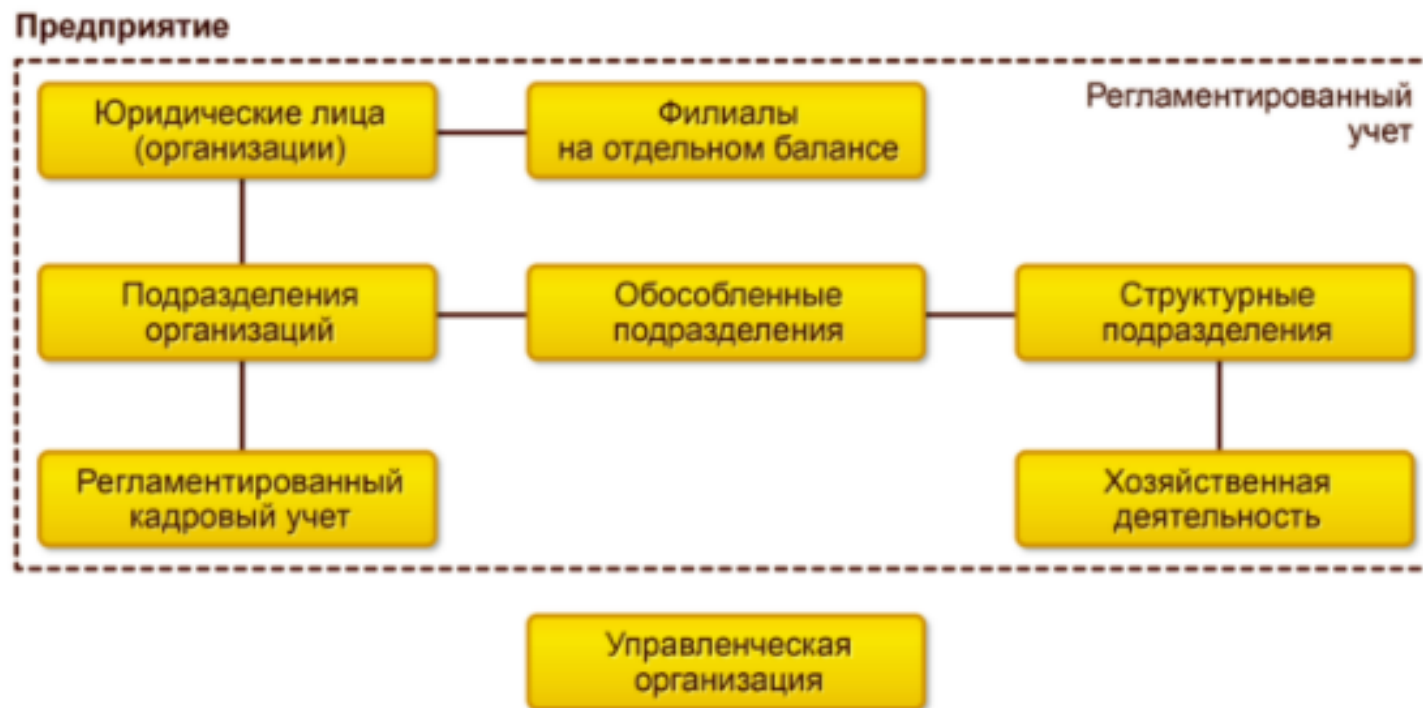 Предприятие
Юридические лица
(организации)
Филиалы
на отдельном балансе
Регламентированный
учет
Подразделения
организаций
Обособленные
подразделения
Структурные
подразделения
Регламентированный
кадровый учет
Хозяйственная
деятельность
Управленческая
организация